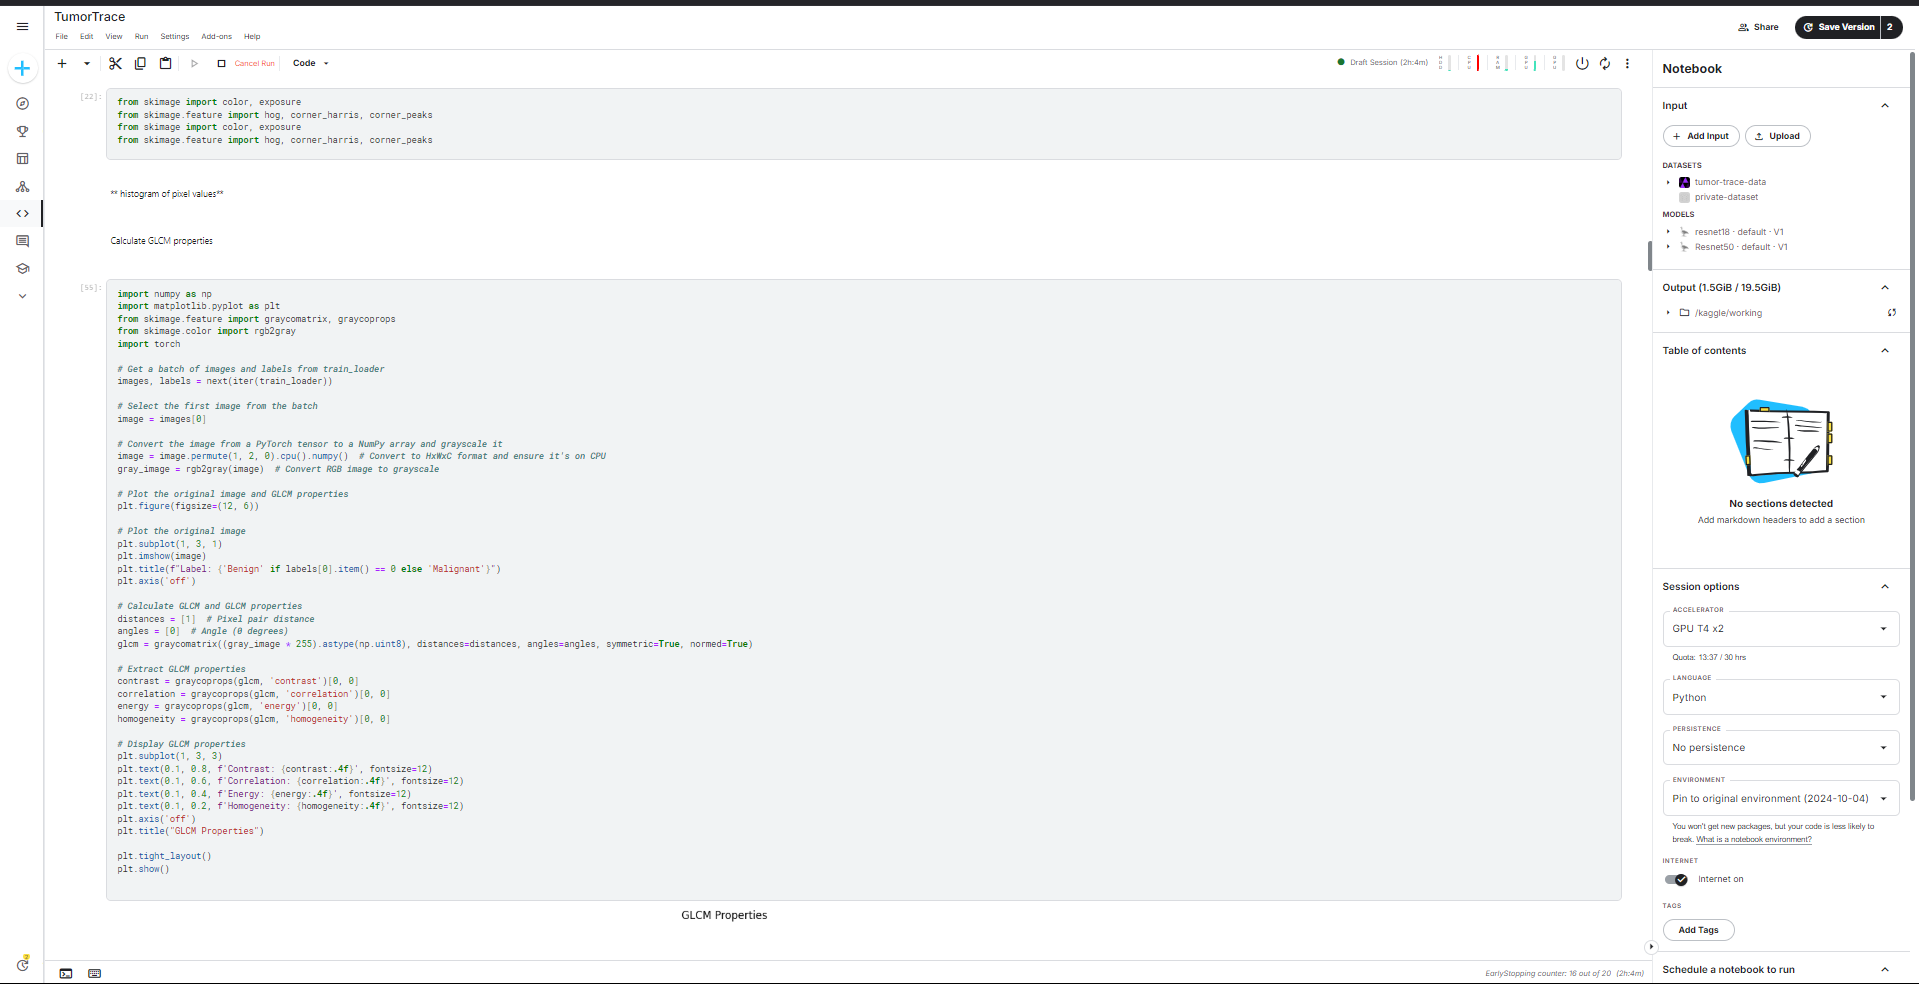 TumorTrace
File Edit View Run Settings Add-ons Help
Share
Save Version 2
Cancel Run
Code
Draft Session (2h:4m)
[22]:
from skimage import color, exposure
from skimage.feature import hog, corner_harris, corner_peaks
from skimage import color, exposure
from skimage.feature import hog, corner_harris, corner_peaks
** histogram of pixel values**
Calculate GLCM properties
[55]:
import numpy as np
import matplotlib.pyplot as plt
from skimage.feature import graycomatrix, graycoprops
from skimage.color import rgb2gray
import torch
# Get a batch of images and labels from train_loader
images, labels = next(iter(train_loader))
# Select the first image from the batch
image = images[0]
# Convert the image from a PyTorch tensor to a NumPy array and grayscale it
image = image.permute(1, 2, 0).cpu().numpy()  # Convert to HxWxC format and ensure it's on CPU
gray_image = rgb2gray(image)  # Convert RGB image to grayscale
# Plot the original image and GLCM properties
plt.figure(figsize=(12, 6))
# Plot the original image
plt.subplot(1, 3, 1)
plt.imshow(image)
plt.title(f"Label: {'Benign' if labels[0].item() == 0 else 'Malignant'}")
plt.axis('off')
# Calculate GLCM and GLCM properties
distances = [1]  # Pixel pair distance
angles = [0]  # Angle (0 degrees)
glcm = graycomatrix((gray_image * 255).astype(np.uint8), distances=distances, angles=angles, symmetric=True, normed=True)
# Extract GLCM properties
contrast = graycoprops(glcm, 'contrast')[0, 0]
correlation = graycoprops(glcm, 'correlation')[0, 0]
energy = graycoprops(glcm, 'energy')[0, 0]
homogeneity = graycoprops(glcm, 'homogeneity')[0, 0]
# Display GLCM properties
plt.subplot(1, 3, 3)
plt.text(0.1, 0.8, f'Contrast: {contrast:.4f}', fontsize=12)
plt.text(0.1, 0.6, f'Correlation: {correlation:.4f}', fontsize=12)
plt.text(0.1, 0.4, f'Energy: {energy:.4f}', fontsize=12)
plt.text(0.1, 0.2, f'Homogeneity: {homogeneity:.4f}', fontsize=12)
plt.axis('off')
plt.title("GLCM Properties")
plt.tight_layout()
plt.show()
GLCM Properties
EarlyStopping counter: 16 out of 20 (2h:4m)
Notebook
Input
Add Input
Upload
DATASETS
tumor-trace-data
private-dataset
MODELS
resnet18 · default · V1
Resnet50 · default · V1
Output (1.5GiB / 19.5GiB)
/kaggle/working
Table of contents
No sections detected
Add markdown headers to add a section
Session options
ACCELERATOR
GPU T4 x2
Quota: 13:37 / 30 hrs
LANGUAGE
Python
PERSISTENCE
No persistence
ENVIRONMENT
Pin to original environment (2024-10-04)
You won't get new packages, but your code is less likely to
break. What is a notebook environment?
INTERNET
Internet on
TAGS
Add Tags
Schedule a notebook to run